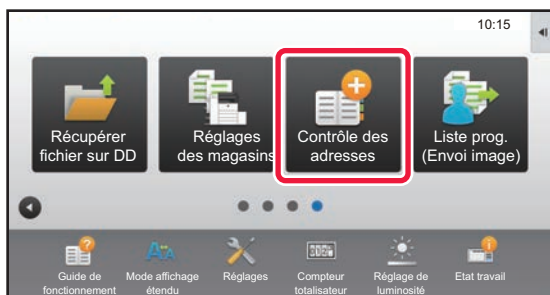 10:15
Récupérer
fichier sur DD
Réglages
des magasins
Contrôle des
adresses
Liste prog.
(Envoi image)
Guide de
fonctionnement
Mode affichage
étendu
Réglages
Compteur
totalisateur
Réglage de
luminosité
Etat travail